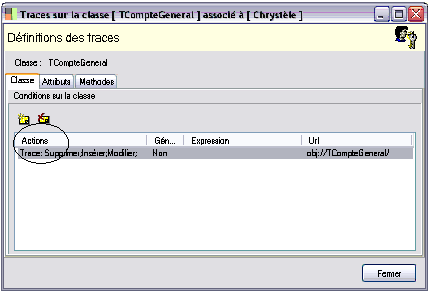 Traces sur la classe [ TCompteGeneral ] associé à [ Chrystèle ]
Définitions des traces
Classe : TCompteGeneral
Classe Attributs Methodes
Conditions sur la classe
Actions Gén... Expression Url
Trace: Supprimer;Insérer;Modifier; Non obj://TCompteGeneral/
Fermer